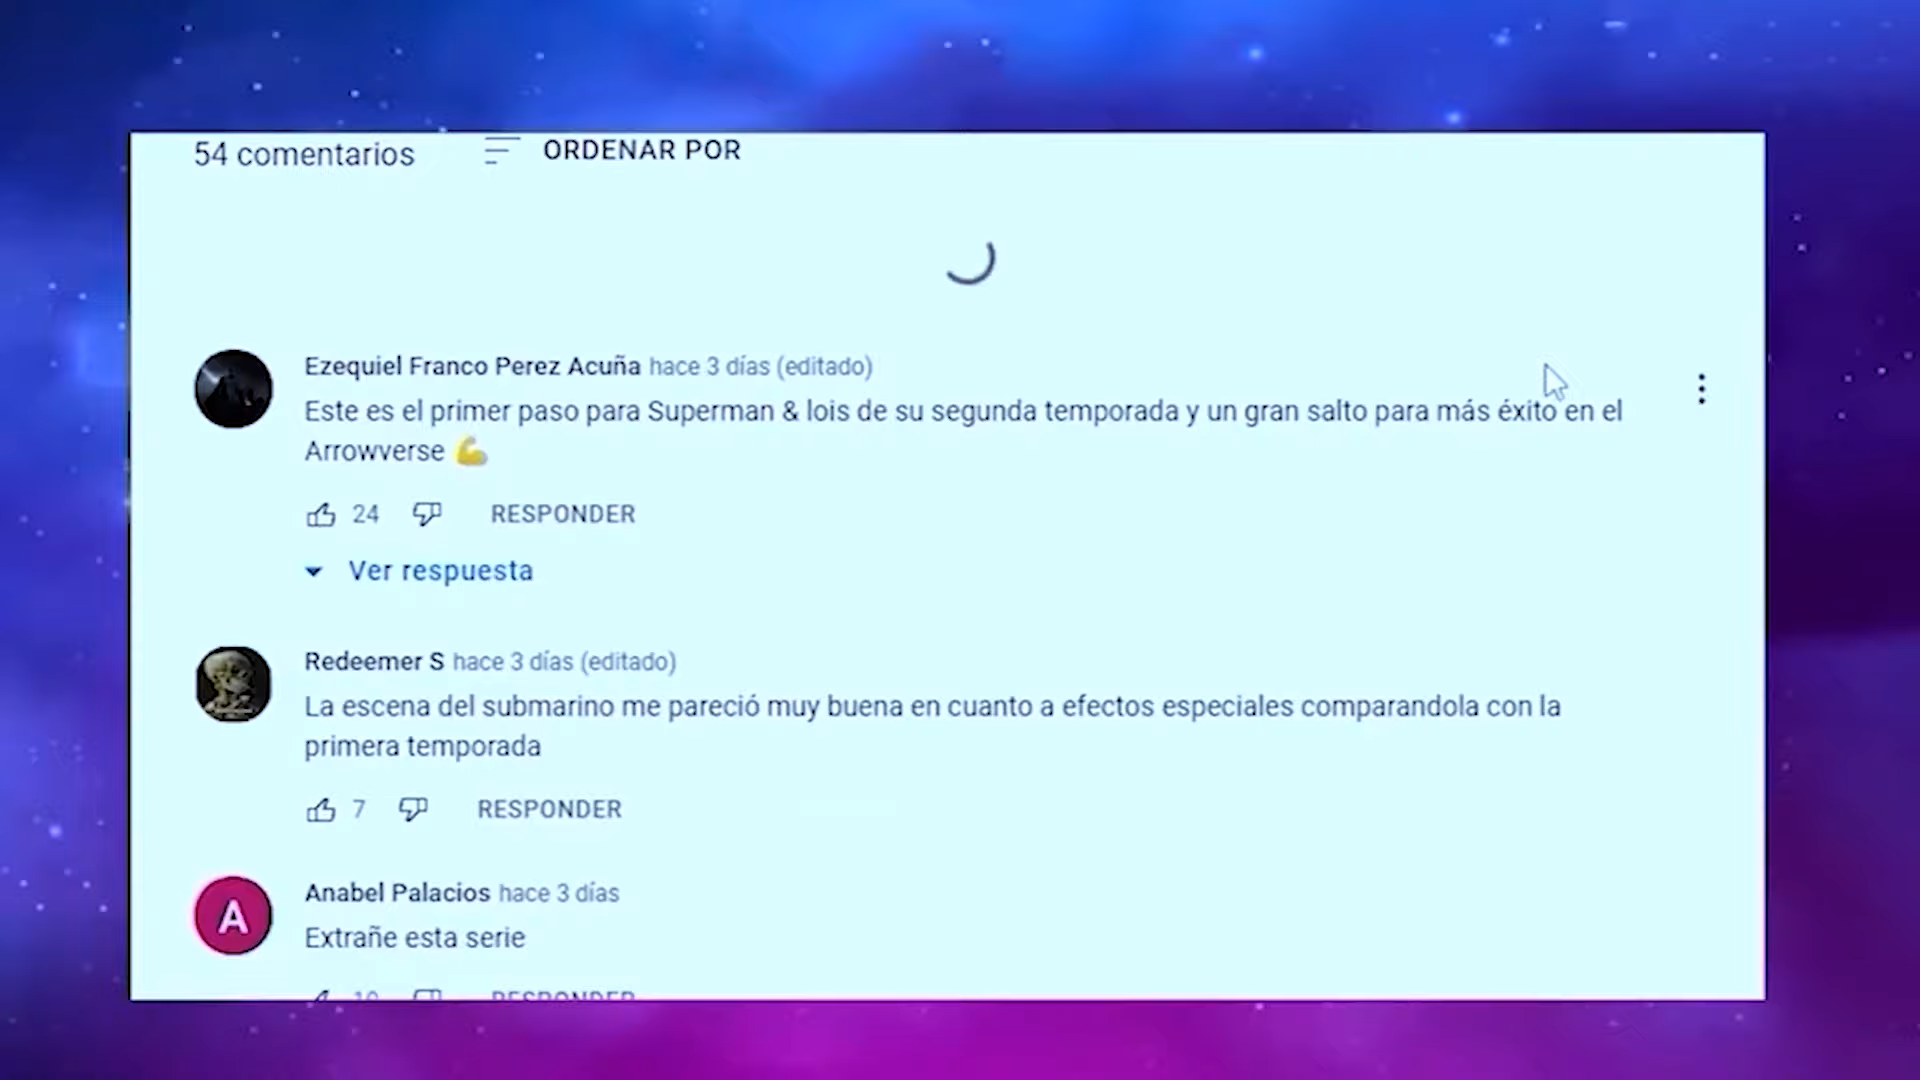 54 comentarios
ORDENAR POR
Ezequiel Franco Perez Acuña hace 3 días (editado)
Este es el primer paso para Superman & lois de su segunda temporada y un gran salto para más éxito en el
Arrowverse 💪
24 RESPONDER
Ver respuesta
Redeemer S hace 3 días (editado)
La escena del submarino me pareció muy buena en cuanto a efectos especiales comparandola con la
primera temporada
7 RESPONDER
A
Anabel Palacios hace 3 días
Extrañe esta serie
10 RESPONDER